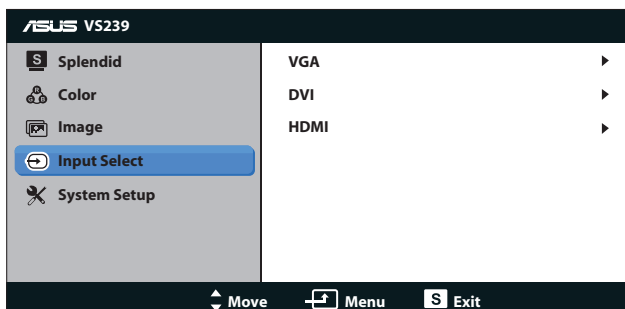 ASUS VS239
S Splendid
Color
Image
Input Select
System Setup
VGA
DVI
HDMI
Move Menu S Exit